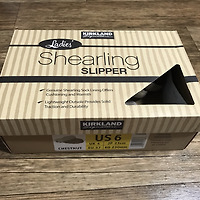 KIRKLAND
Ladies
Shearling
SLIPPER
• Genuine Shearling Sock Lining Offers
Cushioning and Warmth
• Lightweight Outsole Provides Solid
Traction and Durability
KIRKLAND
US 6
CHESTNUT